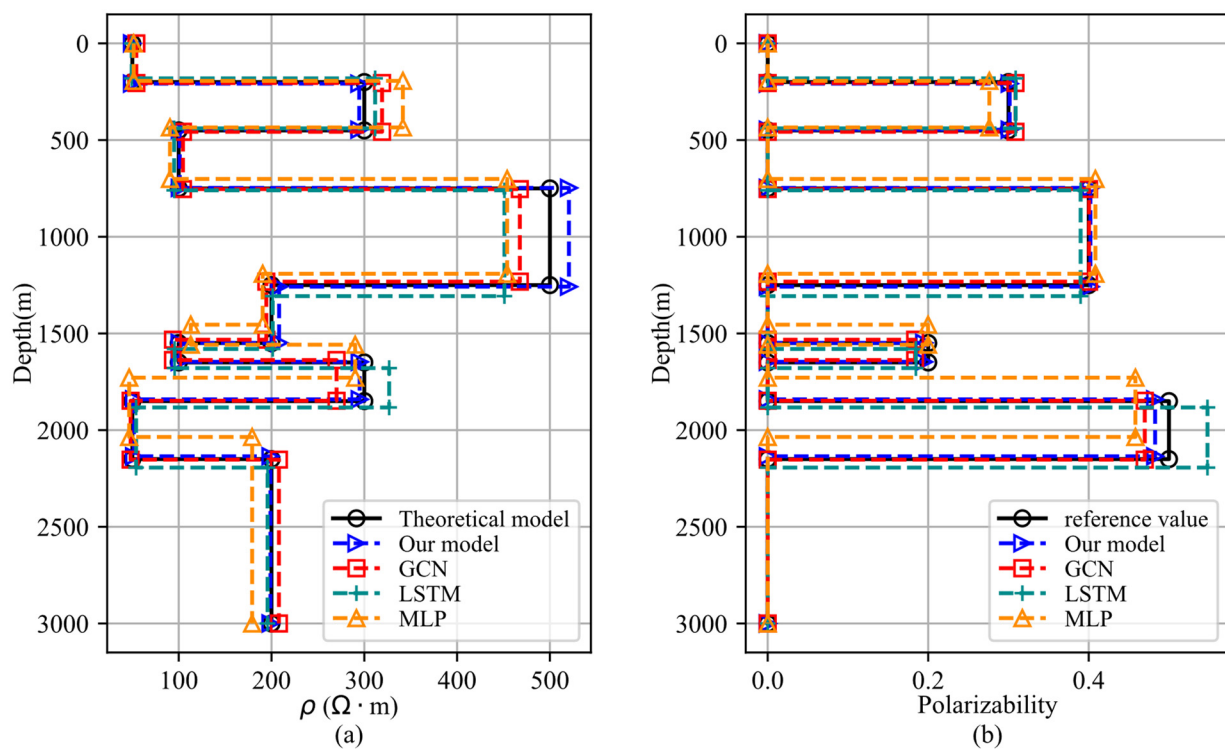 0
500
1000
1500
2000
2500
3000
Depth(m)
100
200
300
400
500
ρ (Ω · m)
(a)
Theoretical model
Our model
GCN
LSTM
MLP
0
500
1000
1500
2000
2500
3000
Depth(m)
0.0
0.2
0.4
Polarizability
(b)
reference value
Our model
GCN
LSTM
MLP